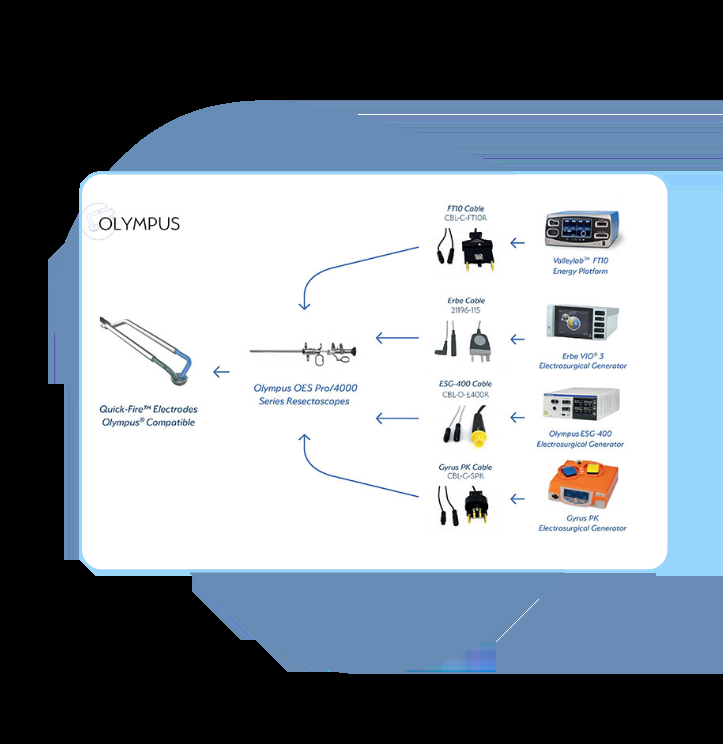 OLYMPUS
FT10 Cable
CBL-C-FT10R
Valleylab™ FT10
Energy Platform
Erbe Cable
21196-115
Erbe VIO® 3
Electrosurgical Generator
Olympus OES Pro/4000
Series Resectoscopes
Quick-Fire™ Electrodes
Olympus® Compatible
ESG-400 Cable
CBL-O-E400R
Olympus ESG-400
Electrosurgical Generator
Gyrus PK Cable
CBL-G-SPR
Gyrus PK
Electrosurgical Generator